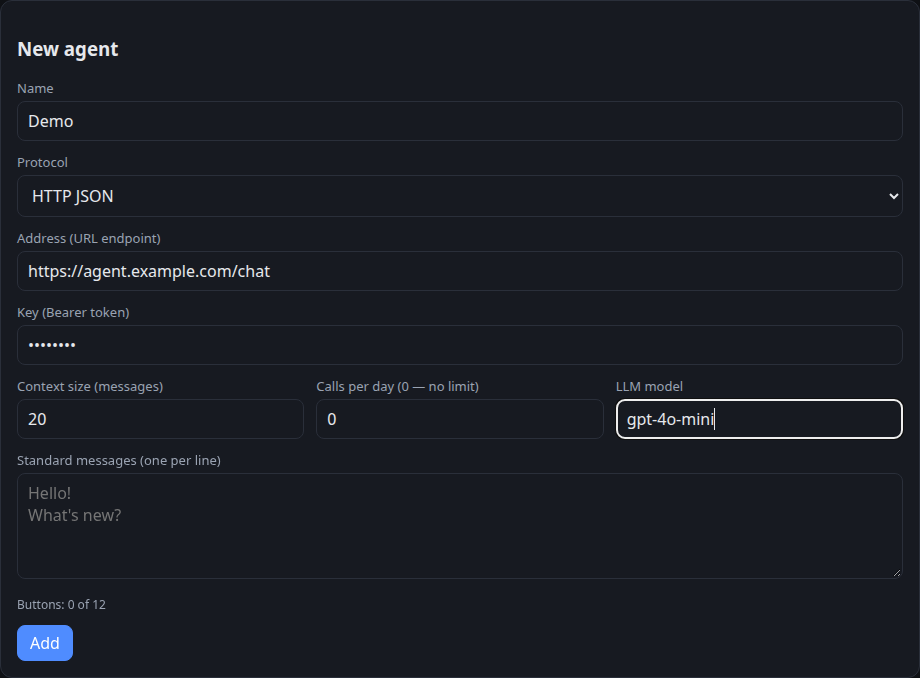 New agent
Name
Demo
Protocol
HTTP JSON
Address (URL endpoint)
https://agent.example.com/chat
Key (Bearer token)
••••••••
Context size (messages) Calls per day (0 — no limit) LLM model
20 0 gpt-4o-mini
Standard messages (one per line)
Hello!
What's new?
Buttons: 0 of 12
Add